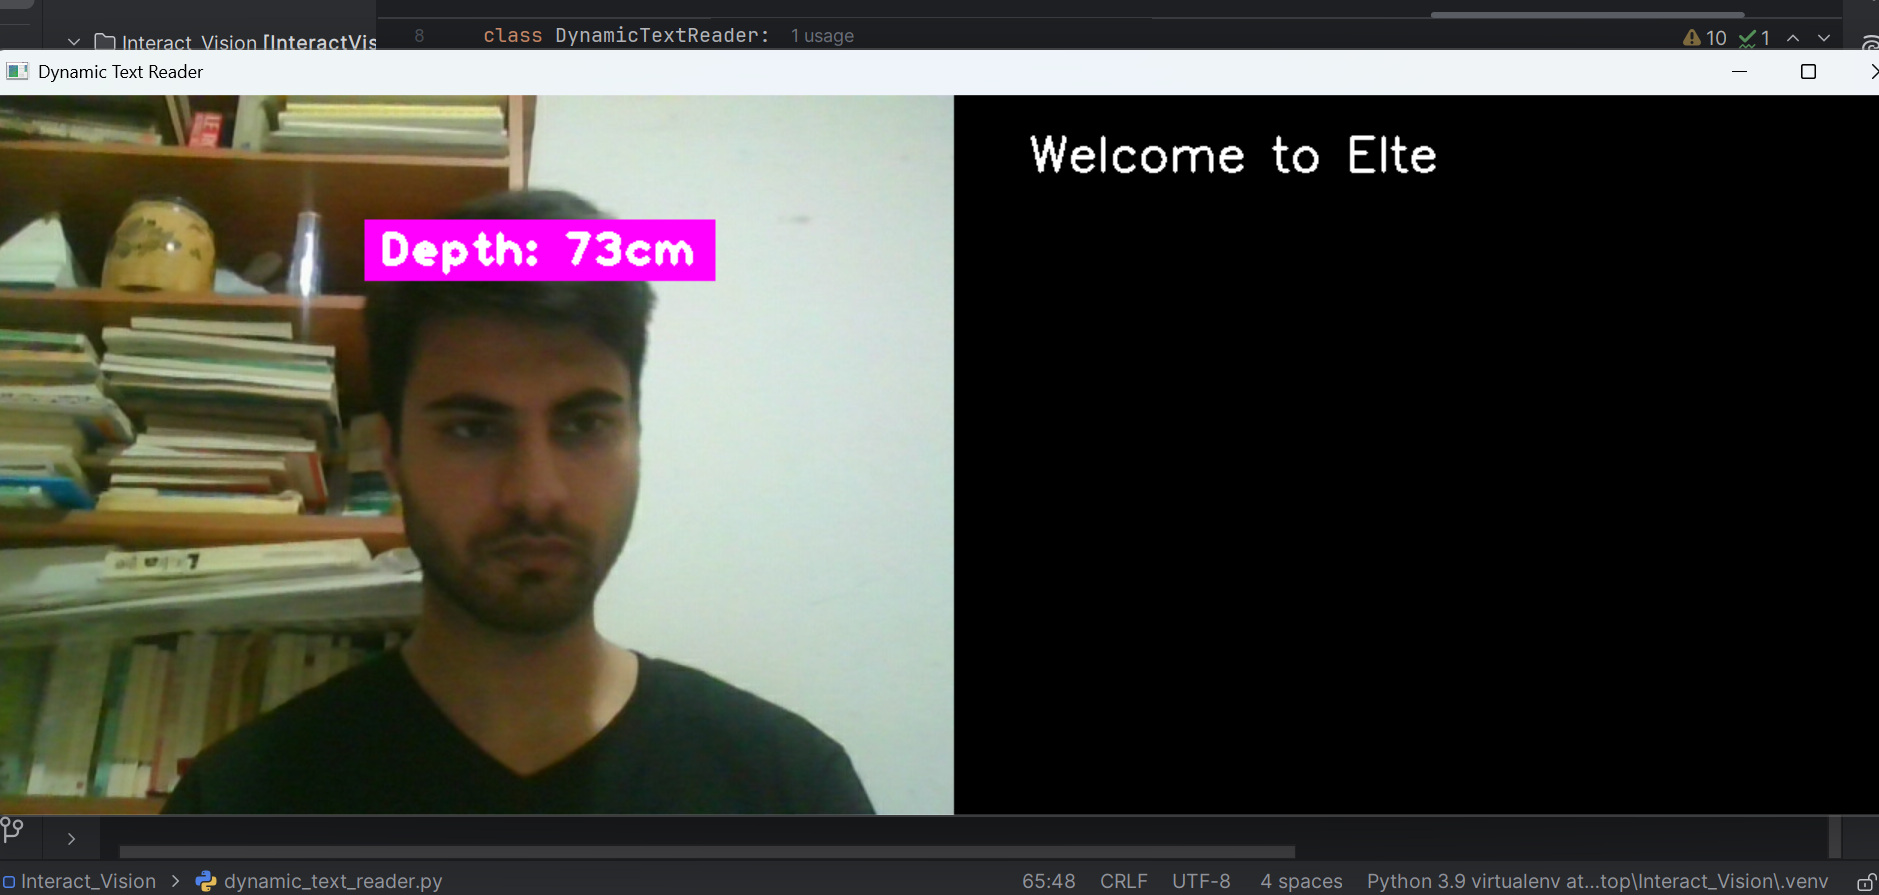 Interact_Vision [InteractVis
8 class DynamicTextReader: 1 usage
10 1
Dynamic Text Reader
Welcome to Elte
Depth: 73cm
Interact_Vision > dynamic_text_reader.py
65:48 CRLF UTF-8 4 spaces Python 3.9 virtualenv at...top\Interact_Vision\.venv